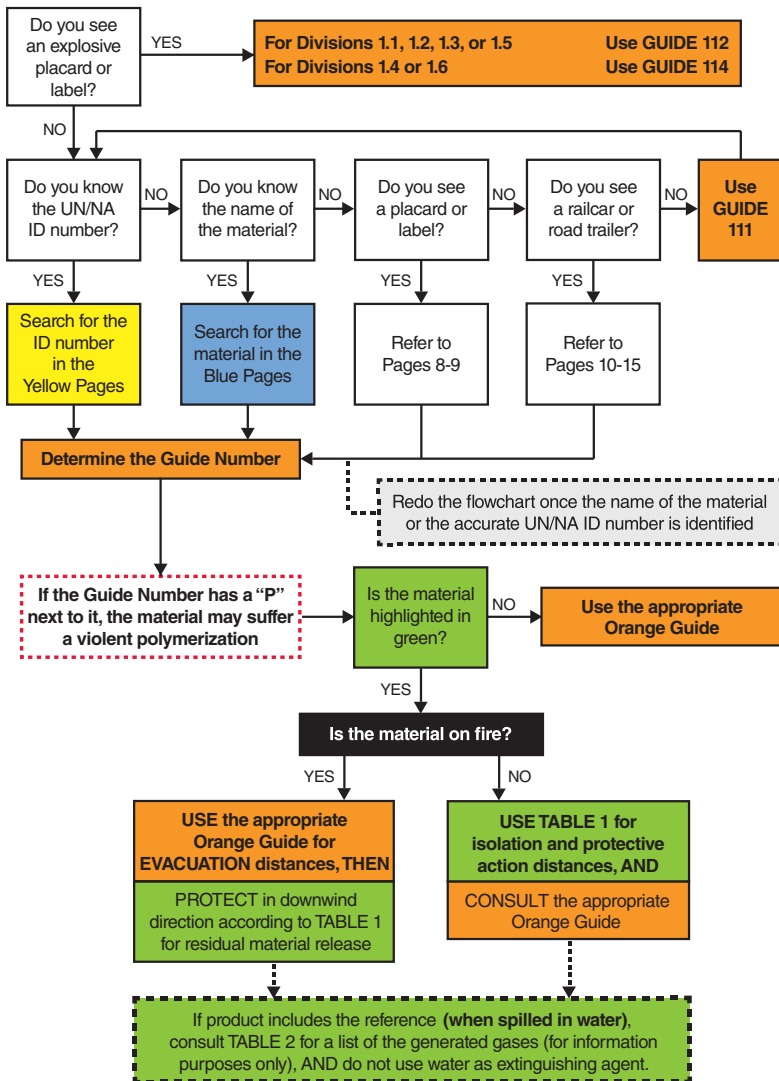 Do you see
an explosive
placard or
label?
YES
For Divisions 1.1, 1.2, 1.3, or 1.5 Use GUIDE 112
For Divisions 1.4 or 1.6 Use GUIDE 114
NO
Do you know
the UN/NA
ID number?
NO
Do you know
the name of
the material?
NO
Do you see
a placard or
label?
NO
Do you see
a railcar or
road trailer?
NO
Use
GUIDE
111
YES
YES
YES
YES
Search for the
ID number
in the
Yellow Pages
Search for the
material in the
Blue Pages
Refer to
Pages 8-9
Refer to
Pages 10-15
Determine the Guide Number
Redo the flowchart once the name of the material
or the accurate UN/NA ID number is identified
If the Guide Number has a “P”
next to it, the material may suffer
a violent polymerization
Is the material
highlighted in
green?
NO
Use the appropriate
Orange Guide
YES
Is the material on fire?
YES
NO
USE the appropriate
Orange Guide for
EVACUATION distances, THEN
PROTECT in downwind
direction according to TABLE 1
for residual material release
USE TABLE 1 for
isolation and protective
action distances, AND
CONSULT the appropriate
Orange Guide
If product includes the reference (when spilled in water),
consult TABLE 2 for a list of the generated gases (for information
purposes only), AND do not use water as extinguishing agent.